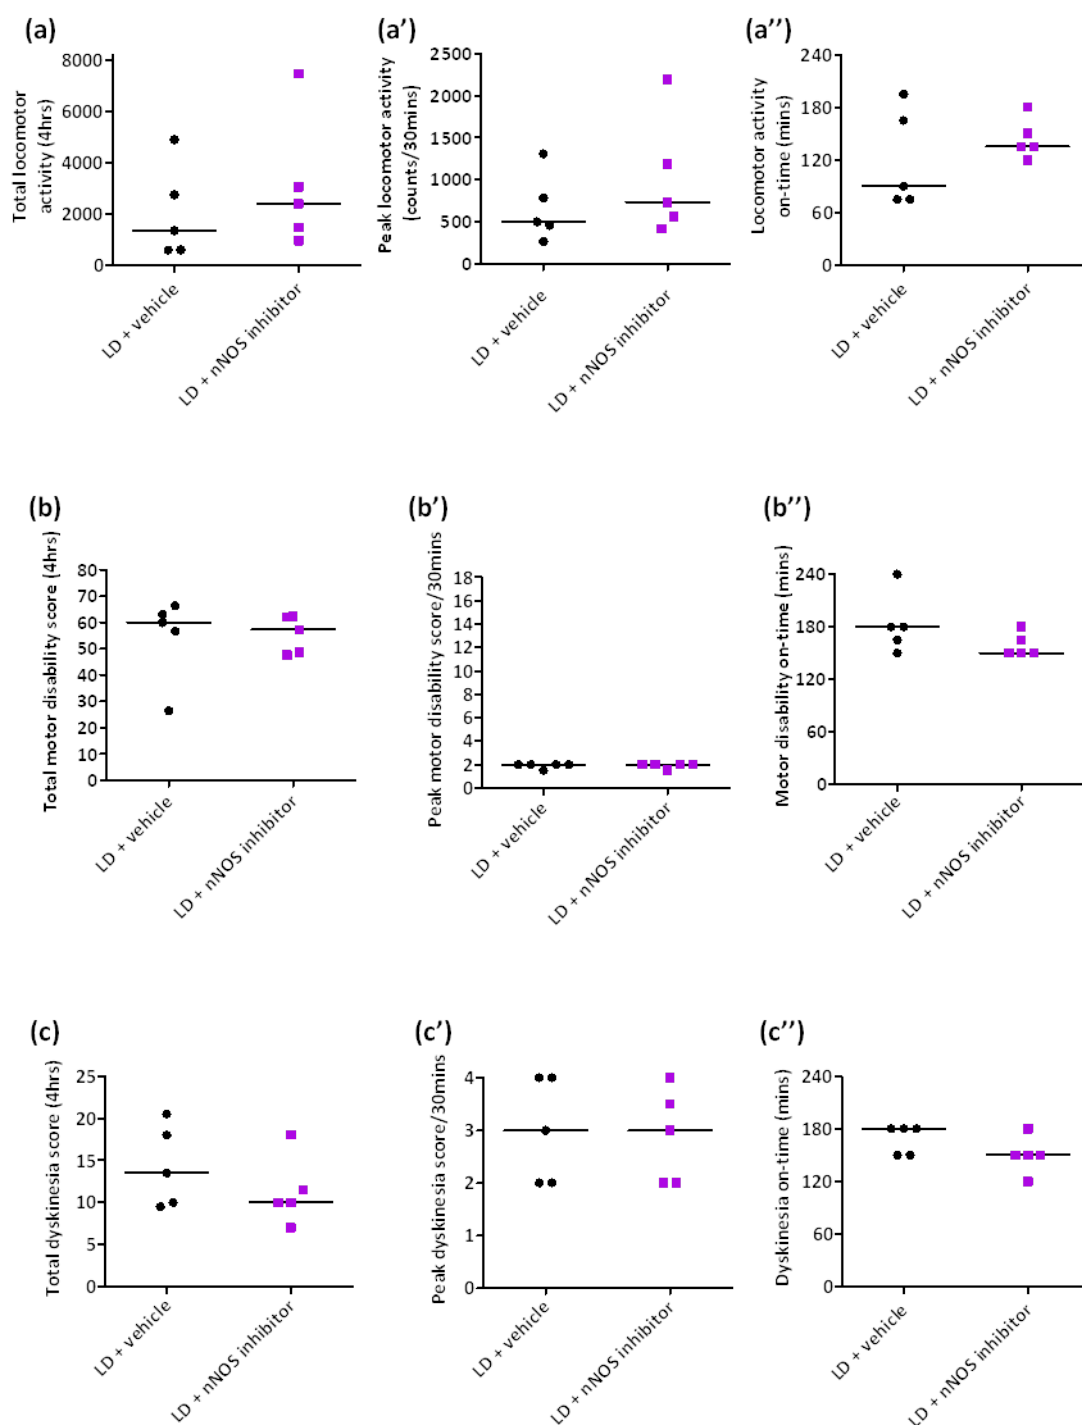 (a)
Total locomotor
activity (4hrs)
8000
6000
4000
2000
0
LD + vehicle
LD + nNOS inhibitor
(a')
Peak locomotor activity
(counts/30mins)
2500
2000
1500
1000
500
0
LD + vehicle
LD + nNOS inhibitor
(a'')
Locomotor activity
on-time (mins)
240
180
120
60
0
LD + vehicle
LD + nNOS inhibitor
(b)
Total motor disability score (4hrs)
80
70
60
50
40
30
20
10
0
LD + vehicle
LD + nNOS inhibitor
(b')
Peak motor disability score/30mins
18
16
14
12
10
8
6
4
2
0
LD + vehicle
LD + nNOS inhibitor
(b'')
Motor disability on-time (mins)
240
180
120
60
0
LD + vehicle
LD + nNOS inhibitor
(c)
Total dyskinesia score (4hrs)
25
20
15
10
5
0
LD + vehicle
LD + nNOS inhibitor
(c')
Peak dyskinesia score/30mins
4
3
2
1
0
LD + vehicle
LD + nNOS inhibitor
(c'')
Dyskinesia on-time (mins)
240
180
120
60
0
LD + vehicle
LD + nNOS inhibitor